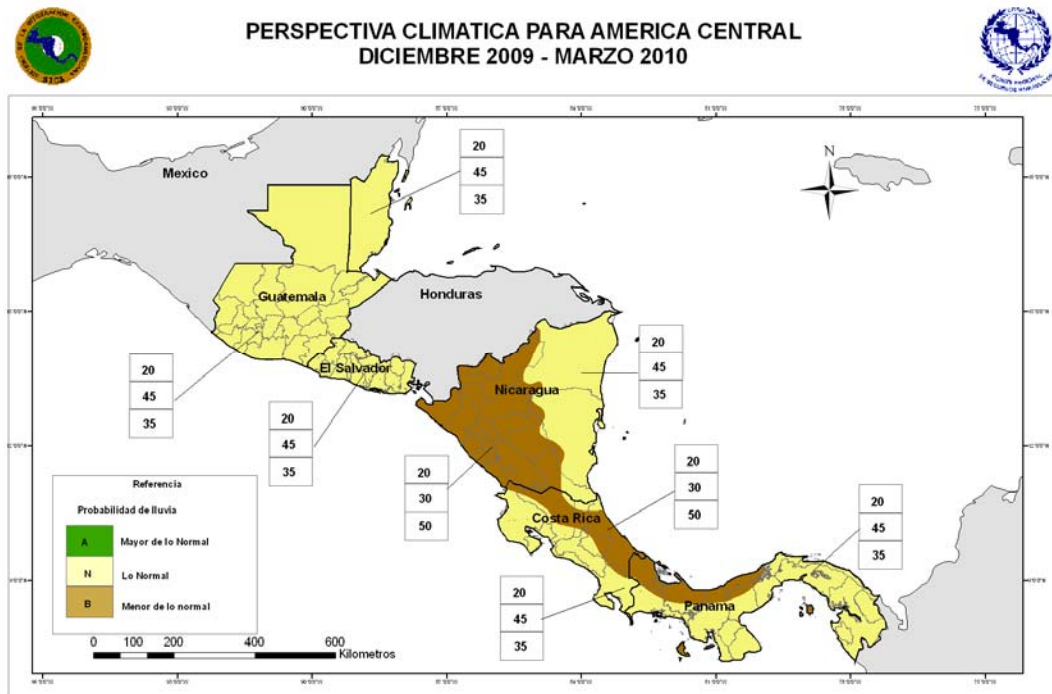 PERSPECTIVA CLIMATICA PARA AMERICA CENTRAL
DICIEMBRE 2009 - MARZO 2010
SICA
N
Mexico
20
45
35
Guatemala
Honduras
El Salvador
Nicaragua
20
45
35
20
45
35
20
45
35
20
30
50
20
30
50
Costa Rica
20
45
35
Panama
20
45
35
Referencia
Probabilidad de lluvia
A Mayor de lo Normal
N Lo Normal
B Menor de lo normal
0 100 200 400 600
Kilometros